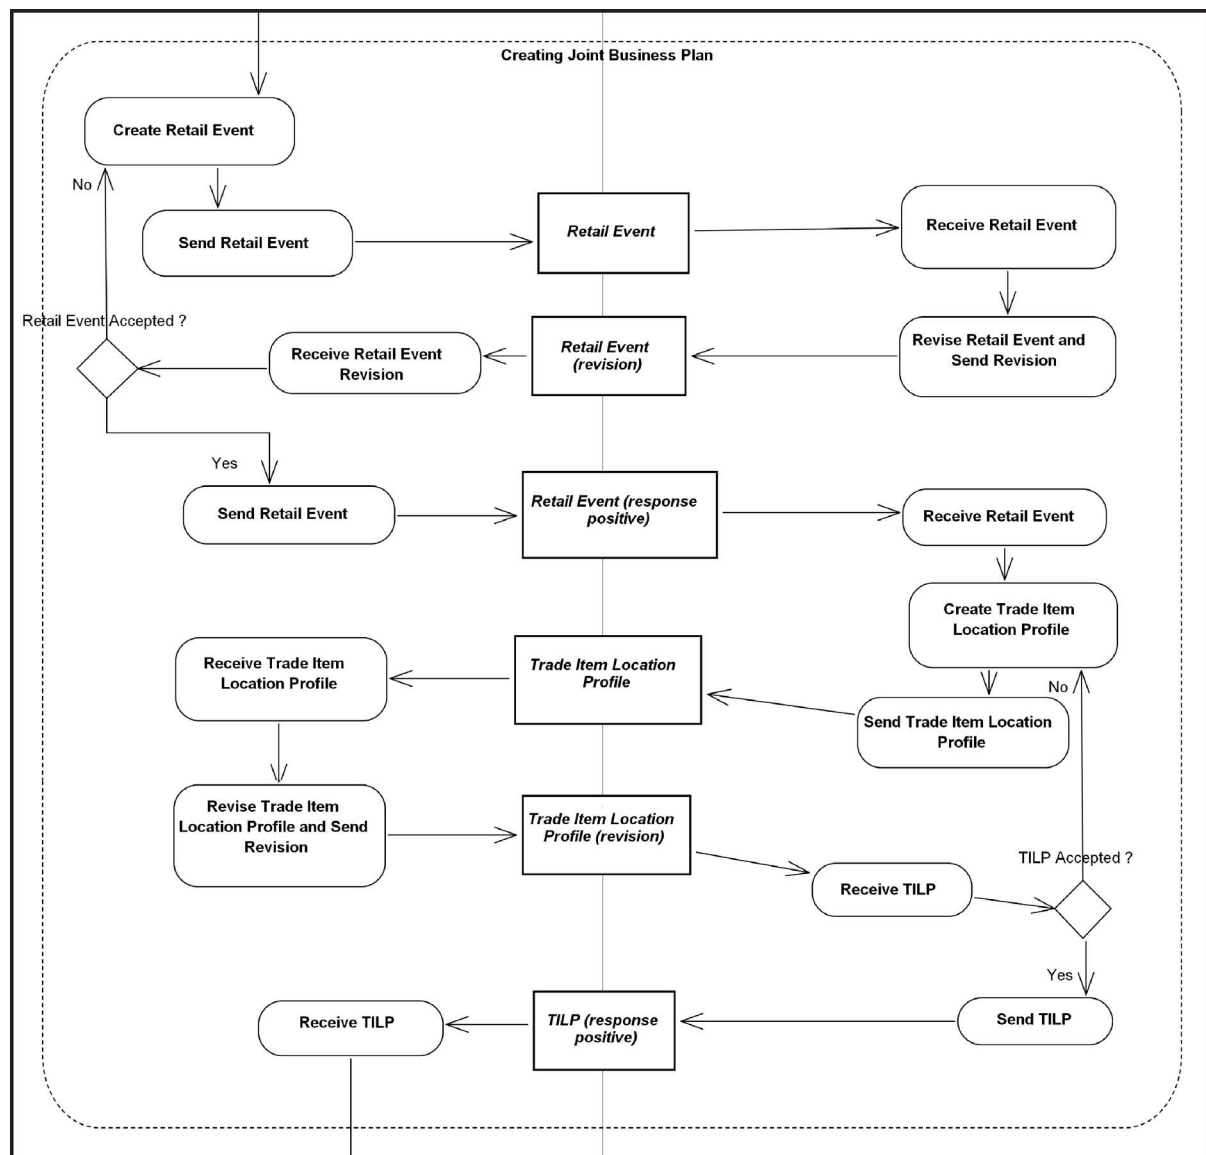 Creating Joint Business Plan
Create Retail Event
No
Send Retail Event
Retail Event
Receive Retail Event
Retail Event Accepted ?
Receive Retail Event
Revision
Retail Event
(revision)
Revise Retail Event and
Send Revision
Yes
Send Retail Event
Retail Event (response
positive)
Receive Retail Event
Create Trade Item
Location Profile
Receive Trade Item
Location Profile
Trade Item Location
Profile
No
Send Trade Item Location
Profile
Revise Trade Item
Location Profile and Send
Revision
Trade Item Location
Profile (revision)
TILP Accepted ?
Receive TILP
Yes
Receive TILP
TILP (response
positive)
Send TILP